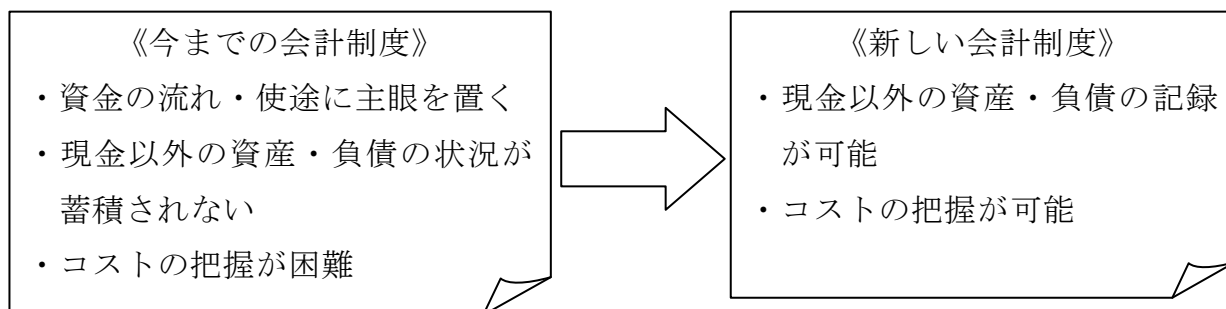 《今までの会計制度》
・資金の流れ・使途に主眼を置く
・現金以外の資産・負債の状況が
蓄積されない
・コストの把握が困難
《新しい会計制度》
・現金以外の資産・負債の記録
が可能
・コストの把握が可能